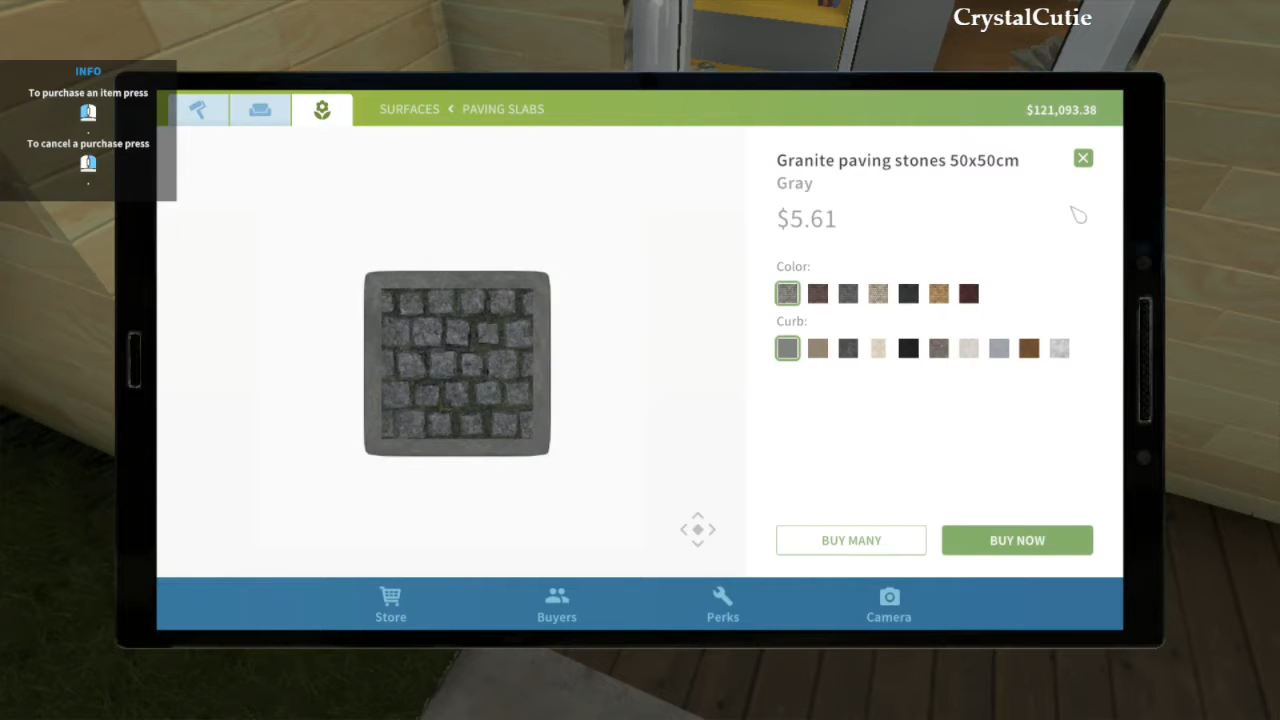 CrystalCutie
INFO
To purchase an item press
.
To cancel a purchase press
.
SURFACES < PAVING SLABS
$121,093.38
Granite paving stones 50x50cm
Gray
$5.61
Color:
Curb:
BUY MANY
BUY NOW
Store
Buyers
Perks
Camera